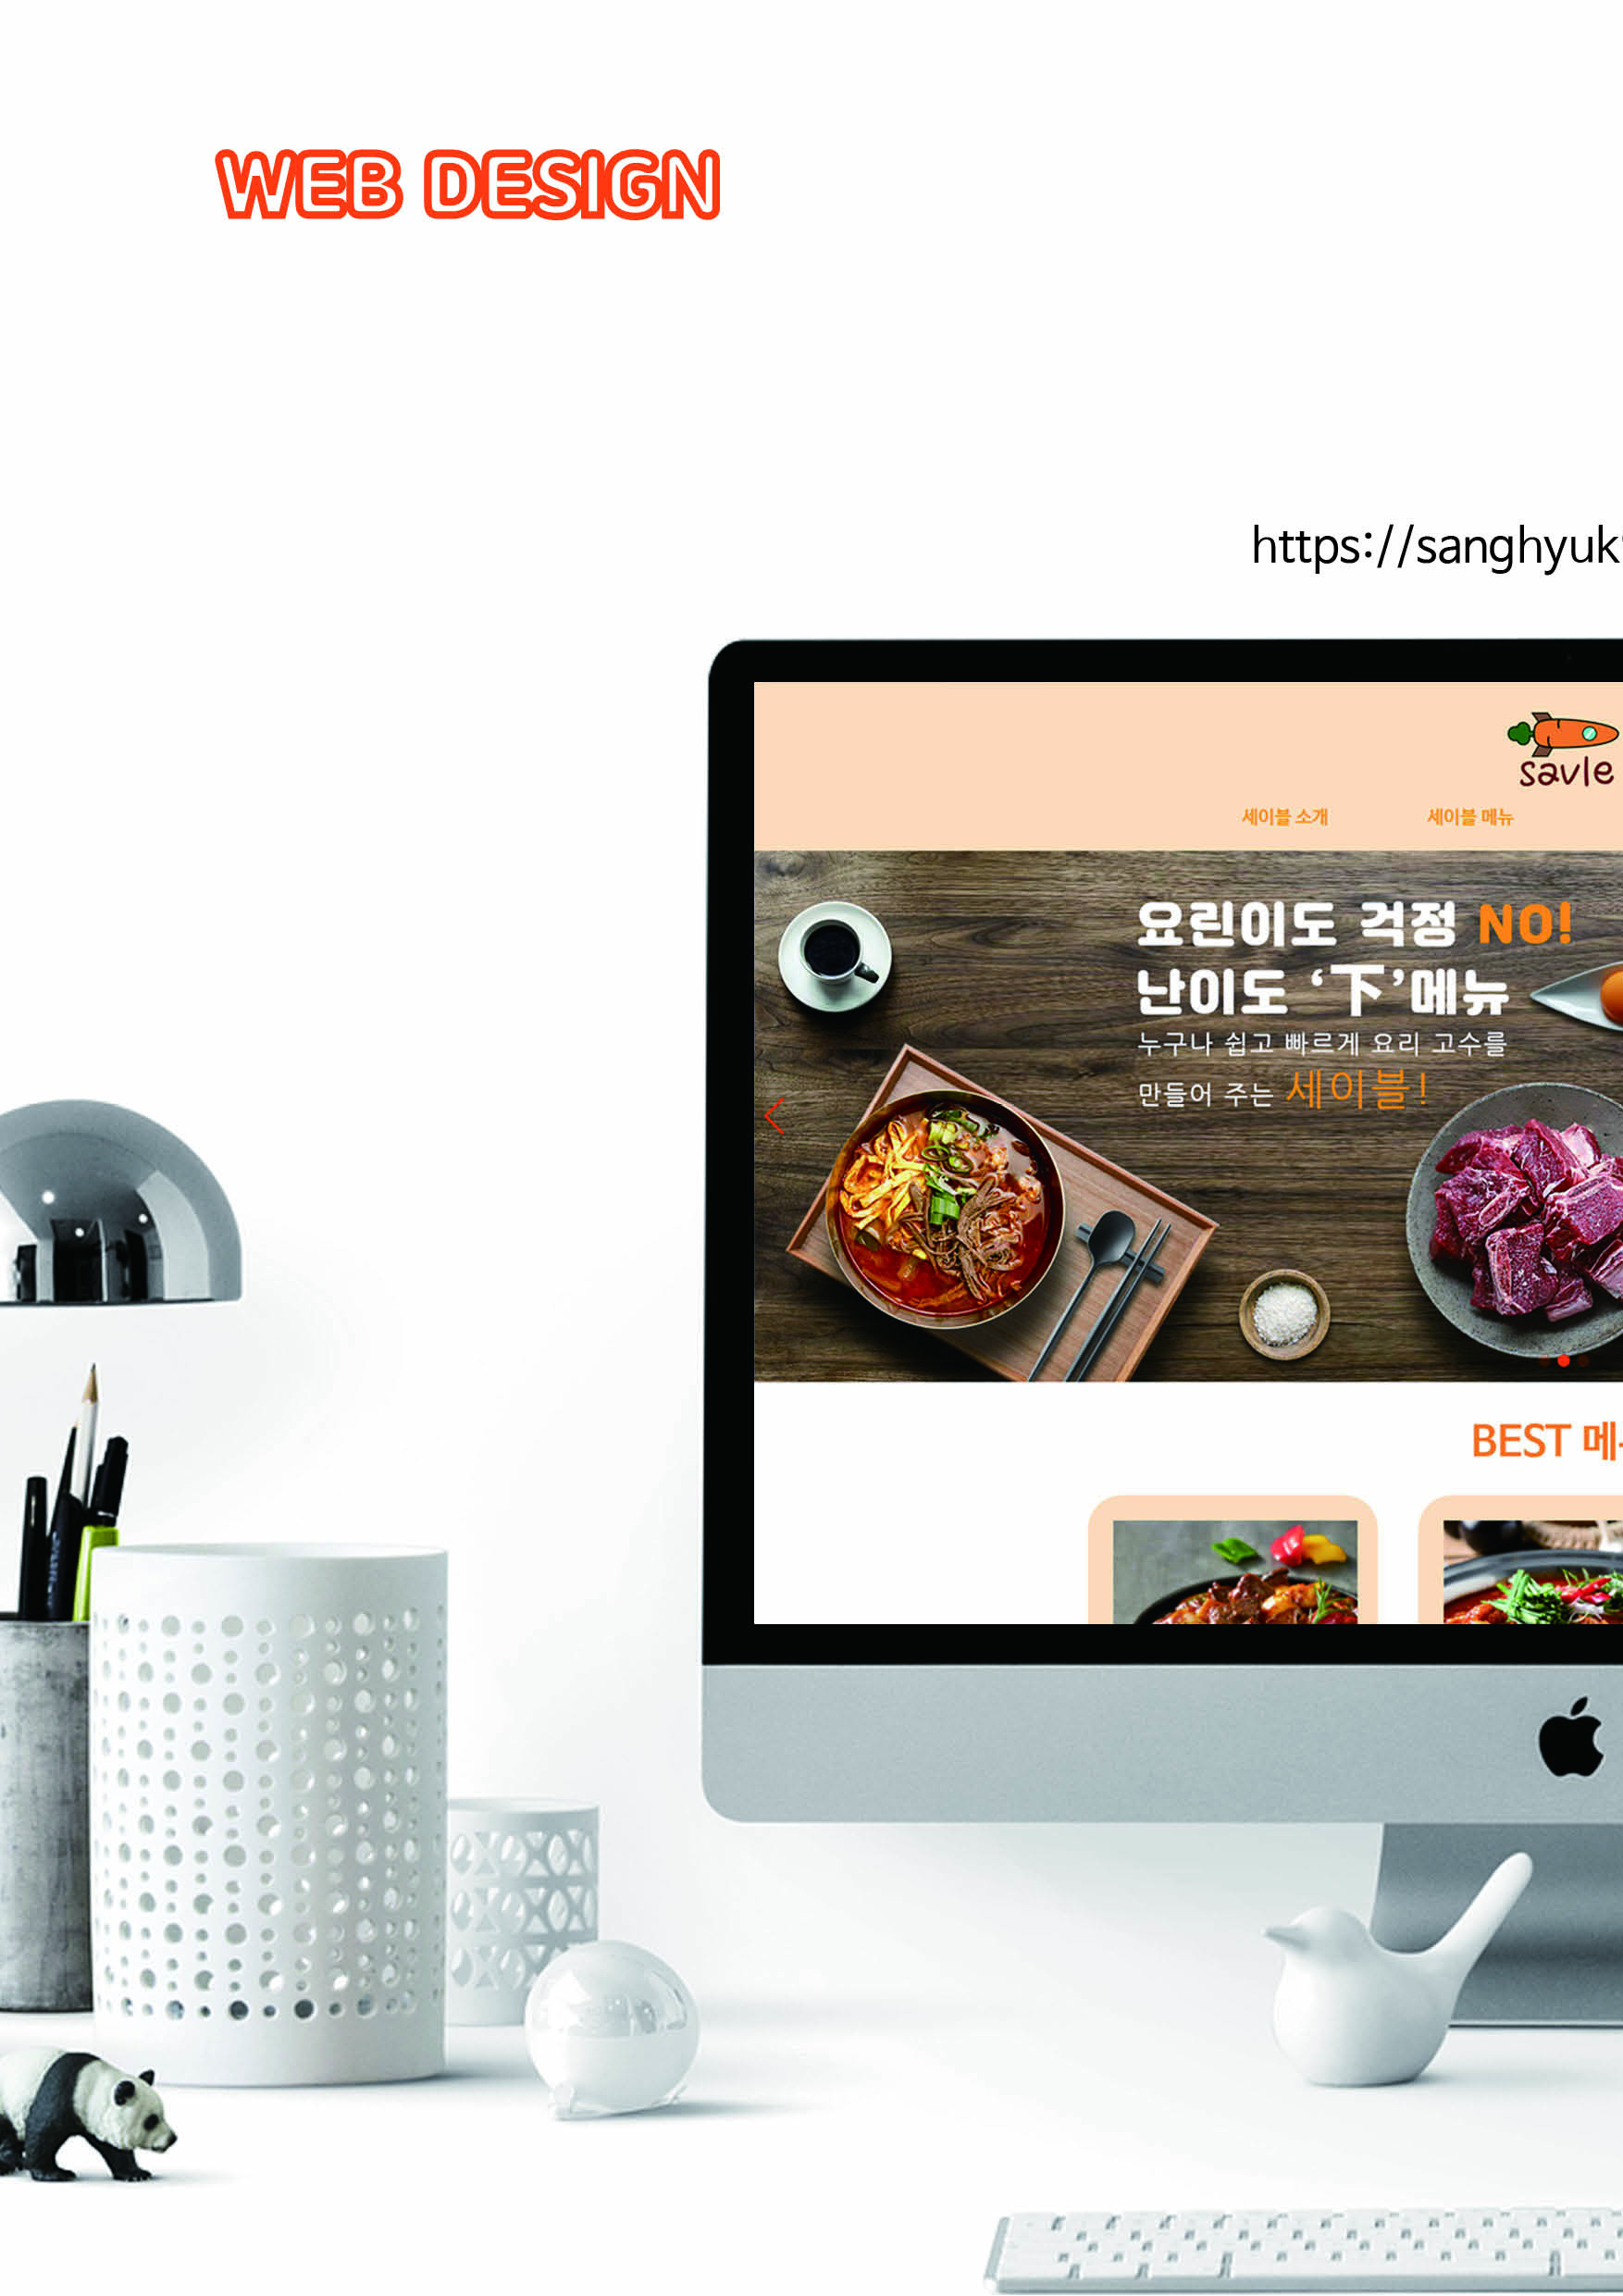 WEB DESIGN
https://sanghyuk
savle
세이블 소개
세이블 메뉴
요린이도 걱정 NO!
난이도 ‘下’메뉴
누구나 쉽고 빠르게 요리 고수를
만들어 주는 세이블!
BEST 메